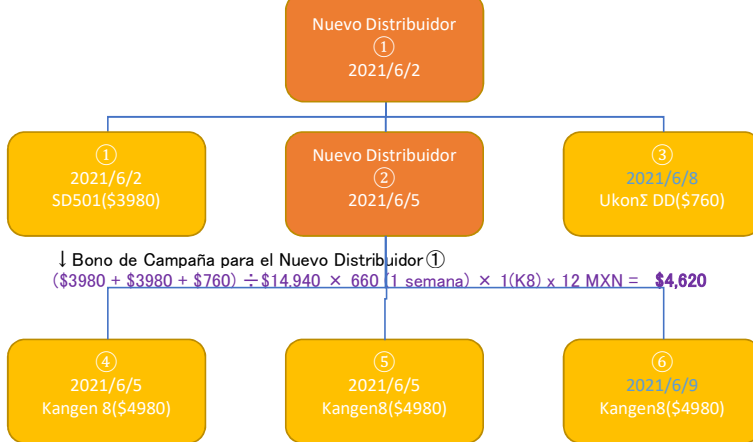 Nuevo Distribuidor
①
2021/6/2
①
2021/6/2
SD501($3980)
Nuevo Distribuidor
②
2021/6/5
③
2021/6/8
UkonΣ DD($760)
↓Bono de Campaña para el Nuevo Distribuidor①
($3980 + $3980 + $760) ÷$14.940 × 660 (1 semana) × 1(K8) x 12 MXN = $4,620
④
2021/6/5
Kangen 8($4980)
⑤
2021/6/5
Kangen8($4980)
⑥
2021/6/9
Kangen8($4980)